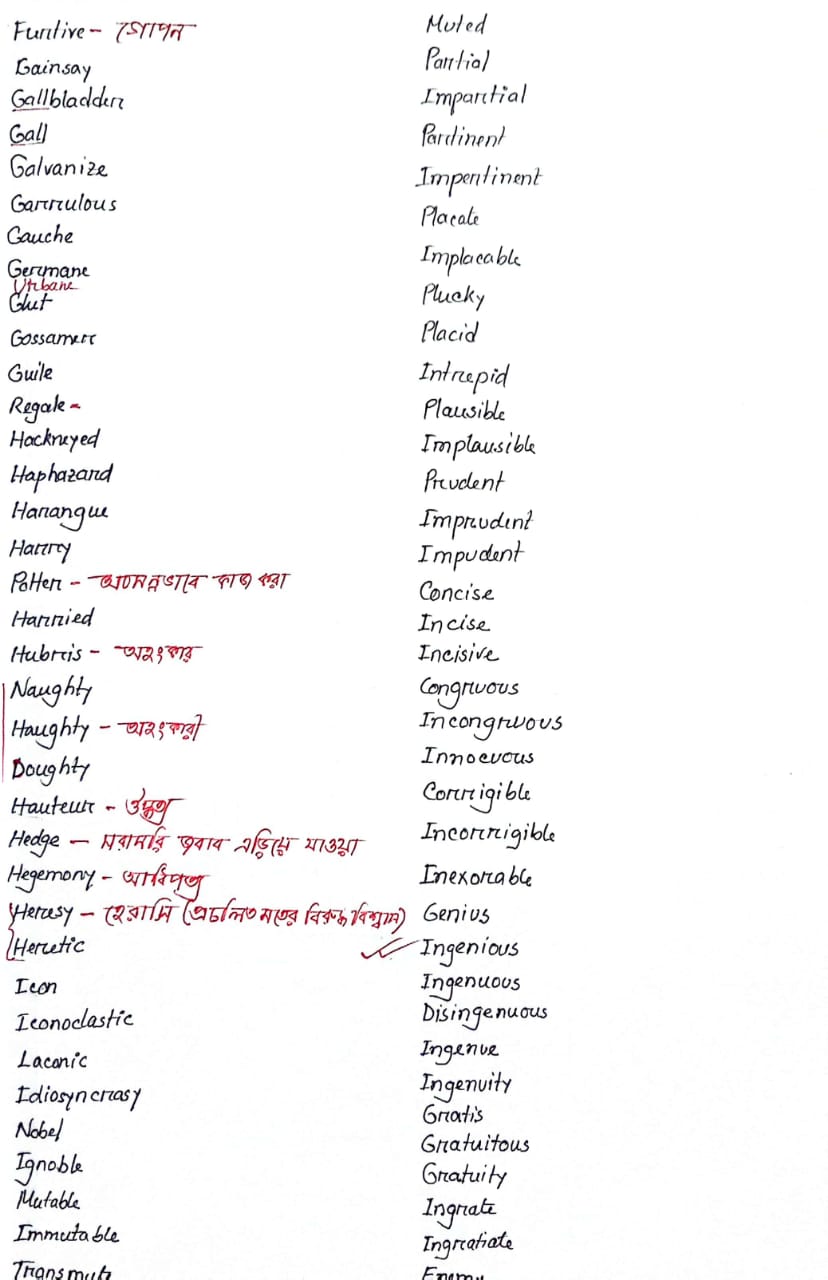 Furtive - গোপন
Gainsay
Gallbladder
Gall
Galvanize
Garrulous
Gauche
Germane
Urbane
Glut
Gossamer
Guile
Regale -
Hackneyed
Haphazard
Harangue
Harry
Potter - অযত্নভাবে কাজ করা
Harried
Hubris - অহংকার
Naughty
Haughty - অহংকারী
Doughty
Hauteur - ঔদ্ধত্য
Hedge - সরাসরি জবাব এড়িয়ে যাওয়া
Hegemony - আধিপত্য
Heresy - হেরাসি (প্রচলিত মতের বিরুদ্ধ বিশ্বাস)
Heretic
Icon
Iconoclastic
Laconic
Idiosyncrasy
Nobel
Ignoble
Mutable
Immutable
Transmute
Muted
Partial
Impartial
Partinent
Impertinent
Placate
Implacable
Plucky
Placid
Intrepid
Plausible
Implausible
Prudent
Imprudent
Impudent
Concise
Incise
Incisive
Congruous
Incongruous
Innocuous
Corrigible
Incorrigible
Inexorable
Genius
Ingenious
Ingenuous
Disingenuous
Ingenue
Ingenuity
Gratis
Gratuitous
Gratuity
Ingrate
Ingratiate
Enemy